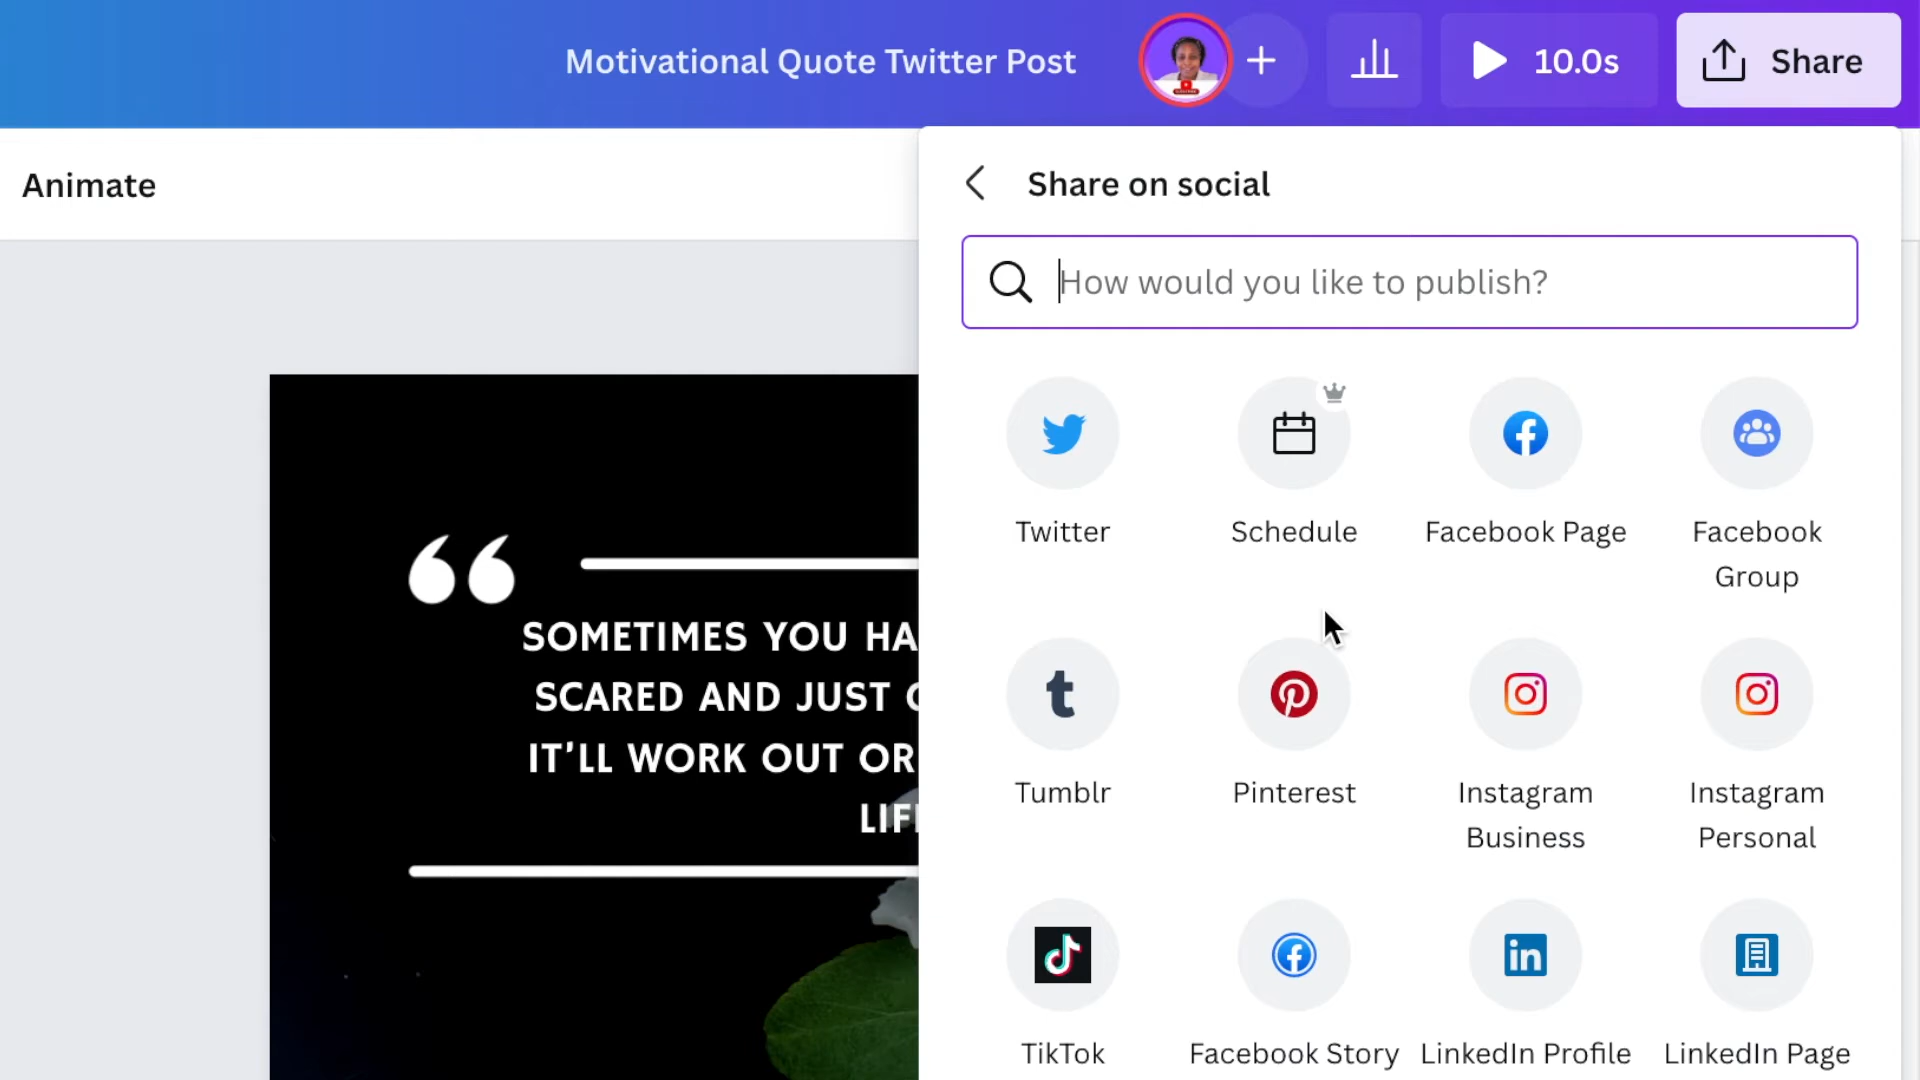 Motivational Quote Twitter Post
10.0s
Share
Animate
Share on social
How would you like to publish?
Twitter
Schedule
Facebook Page
Facebook
Group
Tumblr
Pinterest
Instagram
Business
Instagram
Personal
TikTok
Facebook Story
LinkedIn Profile
LinkedIn Page
SOMETIMES YOU HA
SCARED AND JUST
IT’LL WORK OUT OR
LIF